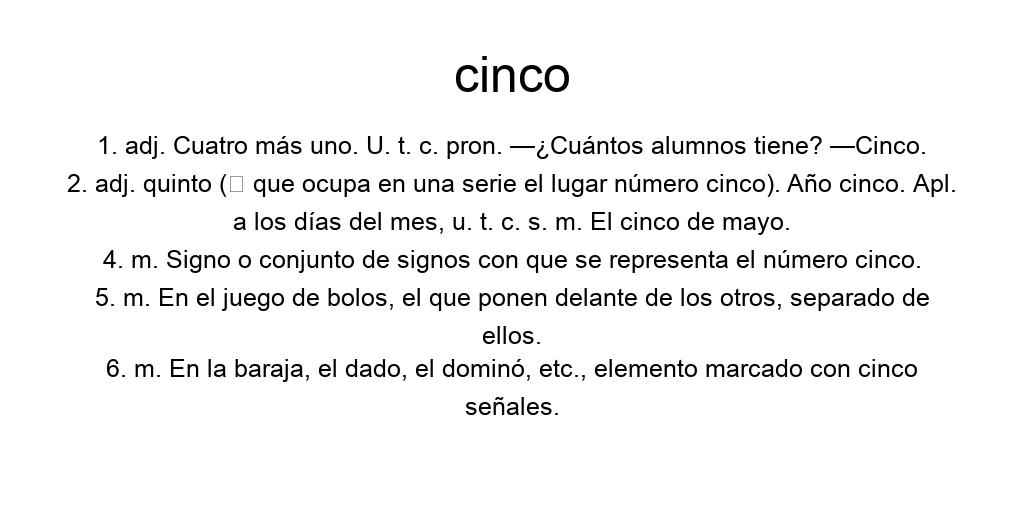 cinco
1. adj. Cuatro más uno. U. t. c. pron. —¿Cuántos alumnos tiene? —Cinco.
2. adj. quinto (□ que ocupa en una serie el lugar número cinco). Año cinco. Apl.
a los días del mes, u. t. c. s. m. El cinco de mayo.
4. m. Signo o conjunto de signos con que se representa el número cinco.
5. m. En el juego de bolos, el que ponen delante de los otros, separado de
ellos.
6. m. En la baraja, el dado, el dominó, etc., elemento marcado con cinco
señales.